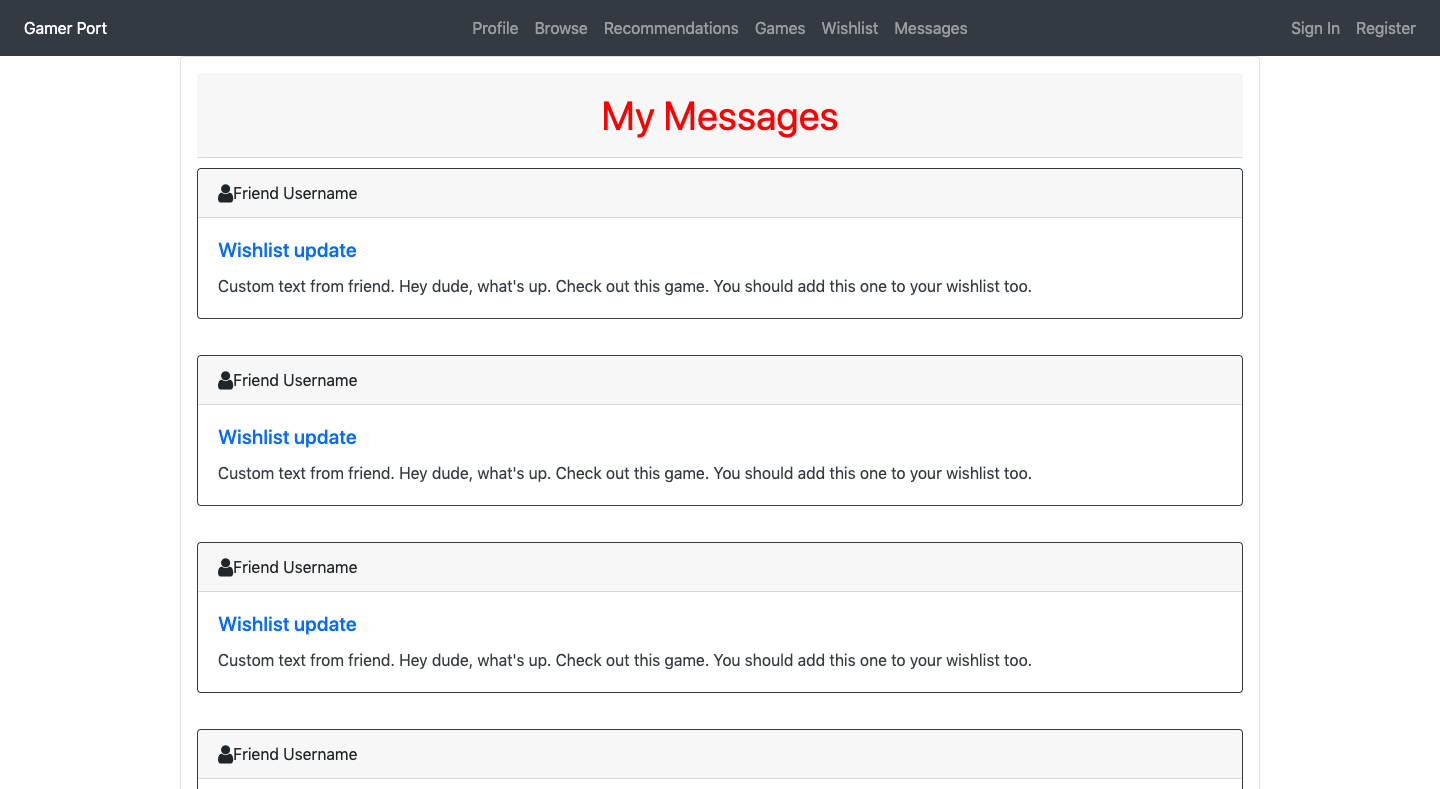 Gamer Port Profile Browse Recommendations Games Wishlist Messages Sign In Register
My Messages
Friend Username
Wishlist update
Custom text from friend. Hey dude, what's up. Check out this game. You should add this one to your wishlist too.
Friend Username
Wishlist update
Custom text from friend. Hey dude, what's up. Check out this game. You should add this one to your wishlist too.
Friend Username
Wishlist update
Custom text from friend. Hey dude, what's up. Check out this game. You should add this one to your wishlist too.
Friend Username